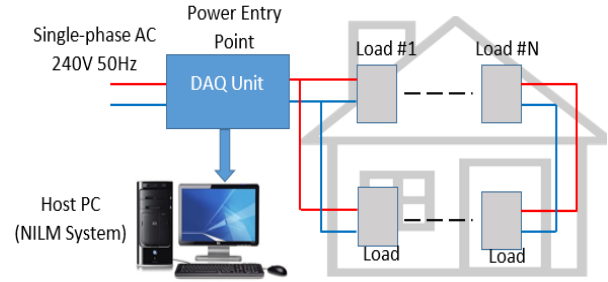 Single-phase AC
240V 50Hz
Power Entry
Point
DAQ Unit
Load #1
Load #N
Host PC
(NILM System)
Load
Load